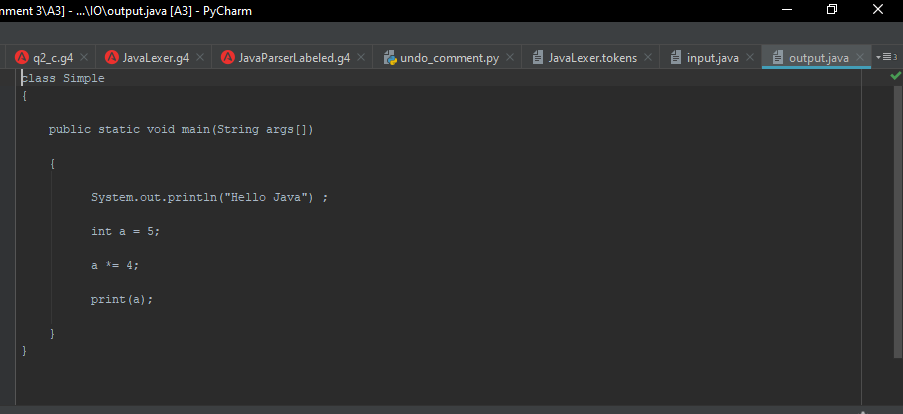 nment 3\A3] - ...\IO\output.java [A3] - PyCharm
q2_c.g4 JavaLexer.g4 JavaParserLabeled.g4 undo_comment.py JavaLexer.tokens input.java output.java 3
class Simple
{
public static void main(String args[])
{
System.out.println("Hello Java") ;
int a = 5;
a *= 4;
print(a);
}
}